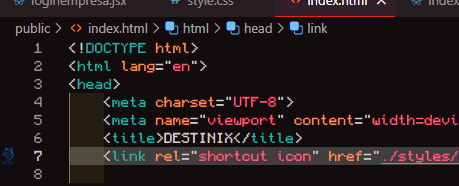 loginempresa.jsx style.css index.html
public > index.html > html > head > link
1 <!DOCTYPE html>
2 <html lang="en">
3 <head>
4 <meta charset="UTF-8">
5 <meta name="viewport" content="width=devi
6 <title>DESTINIX</title>
7 <link rel="shortcut icon" href="./styles/
8